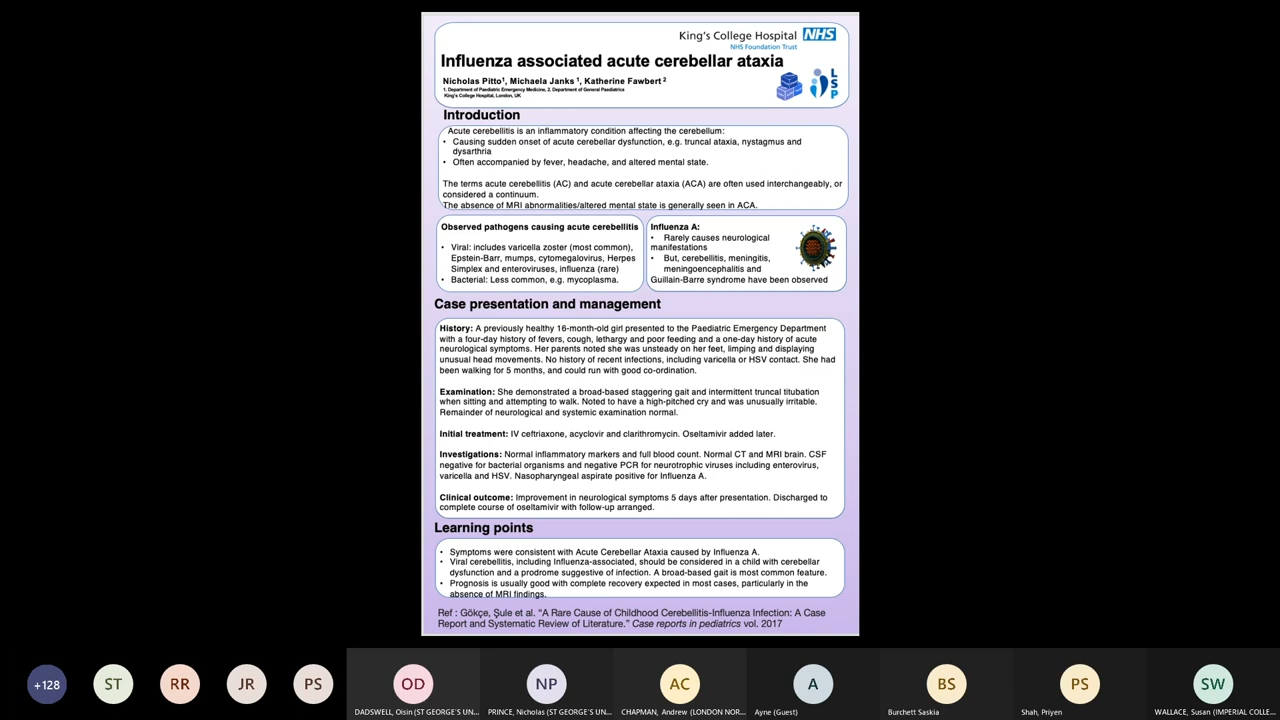 King's College Hospital NHS
NHS Foundation Trust
Influenza associated acute cerebellar ataxia
Nicholas Pitto1, Michaela Janks 1, Katherine Fawbert 2
1. Department of Paediatric Emergency Medicine, 2. Department of General Paediatrics
King's College Hospital, London, UK
LSP
Introduction
Acute cerebellitis is an inflammatory condition affecting the cerebellum:
• Causing sudden onset of acute cerebellar dysfunction, e.g. truncal ataxia, nystagmus and
dysarthria
• Often accompanied by fever, headache, and altered mental state.
The terms acute cerebellitis (AC) and acute cerebellar ataxia (ACA) are often used interchangeably, or
considered a continuum.
The absence of MRI abnormalities/altered mental state is generally seen in ACA.
Observed pathogens causing acute cerebellitis
• Viral: includes varicella zoster (most common),
Epstein-Barr, mumps, cytomegalovirus, Herpes
Simplex and enteroviruses, influenza (rare)
• Bacterial: Less common, e.g. mycoplasma.
Influenza A:
• Rarely causes neurological
manifestations
• But, cerebellitis, meningitis,
meningoencephalitis and
Guillain-Barre syndrome have been observed
Case presentation and management
History: A previously healthy 16-month-old girl presented to the Paediatric Emergency Department
with a four-day history of fevers, cough, lethargy and poor feeding and a one-day history of acute
neurological symptoms. Her parents noted she was unsteady on her feet, limping and displaying
unusual head movements. No history of recent infections, including varicella or HSV contact. She had
been walking for 5 months, and could run with good co-ordination.
Examination: She demonstrated a broad-based staggering gait and intermittent truncal titubation
when sitting and attempting to walk. Noted to have a high-pitched cry and was unusually irritable.
Remainder of neurological and systemic examination normal.
Initial treatment: IV ceftriaxone, acyclovir and clarithromycin. Oseltamivir added later.
Investigations: Normal inflammatory markers and full blood count. Normal CT and MRI brain. CSF
negative for bacterial organisms and negative PCR for neurotrophic viruses including enterovirus,
varicella and HSV. Nasopharyngeal aspirate positive for Influenza A.
Clinical outcome: Improvement in neurological symptoms 5 days after presentation. Discharged to
complete course of oseltamivir with follow-up arranged.
Learning points
• Symptoms were consistent with Acute Cerebellar Ataxia caused by Influenza A.
• Viral cerebellitis, including Influenza-associated, should be considered in a child with cerebellar
dysfunction and a prodrome suggestive of infection. A broad-based gait is most common feature.
• Prognosis is usually good with complete recovery expected in most cases, particularly in the
absence of MRI findings.
Ref : Gökçe, Şule et al. “A Rare Cause of Childhood Cerebellitis-Influenza Infection: A Case
Report and Systematic Review of Literature.” Case reports in pediatrics vol. 2017
+128 ST RR JR PS OD NP AC A BS PS SW
DADSWELL, Oisin (ST GEORGE'S UN... PRINCE, Nicholas (ST GEORGE'S UN... CHAPMAN, Andrew (LONDON NOR... Ayne (Guest) Burchett Saskia Shah, Priyen WALLACE, Susan (IMPERIAL COLLE...